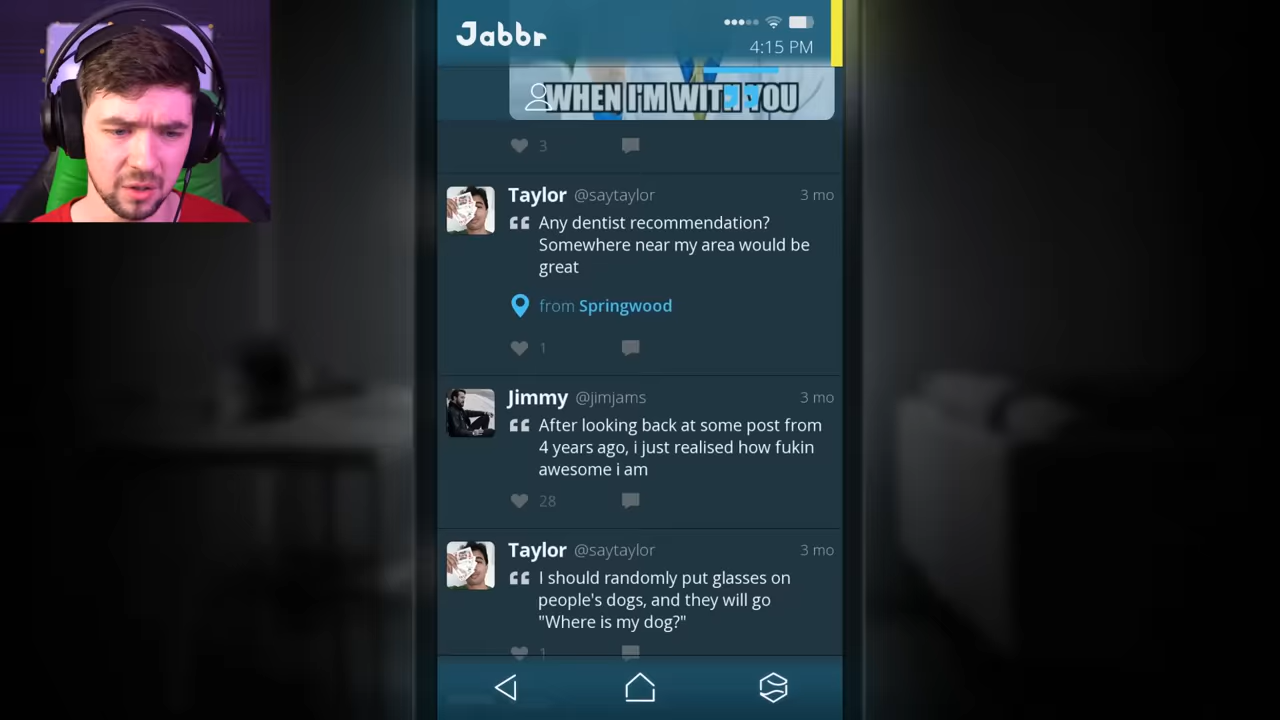 Jabbr
4:15 PM
WHEN I'M WITH YOU
3
Taylor @saytaylor 3 mo
Any dentist recommendation?
Somewhere near my area would be
great
from Springwood
1
Jimmy @jimjams 3 mo
After looking back at some post from
4 years ago, i just realised how fukin
awesome i am
28
Taylor @saytaylor 3 mo
I should randomly put glasses on
people's dogs, and they will go
"Where is my dog?"
1